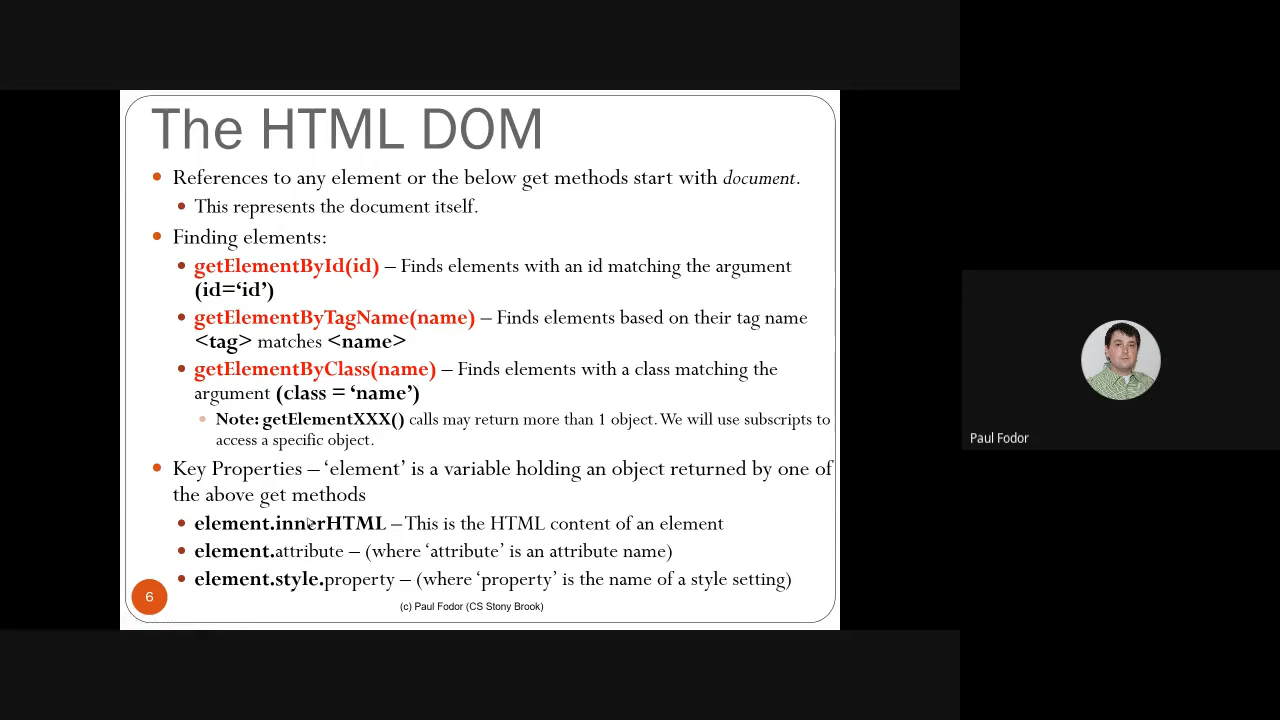 The HTML DOM
• References to any element or the below get methods start with document.
• This represents the document itself.
• Finding elements:
• getElementById(id) – Finds elements with an id matching the argument
(id=‘id’)
• getElementByTagName(name) – Finds elements based on their tag name
<tag> matches <name>
• getElementByClass(name) – Finds elements with a class matching the
argument (class = ‘name’)
• Note: getElementXXX() calls may return more than 1 object. We will use subscripts to
access a specific object.
• Key Properties – ‘element’ is a variable holding an object returned by one of
the above get methods
• element.innerHTML – This is the HTML content of an element
• element.attribute – (where ‘attribute’ is an attribute name)
• element.style.property – (where ‘property’ is the name of a style setting)
6
(c) Paul Fodor (CS Stony Brook)
Paul Fodor